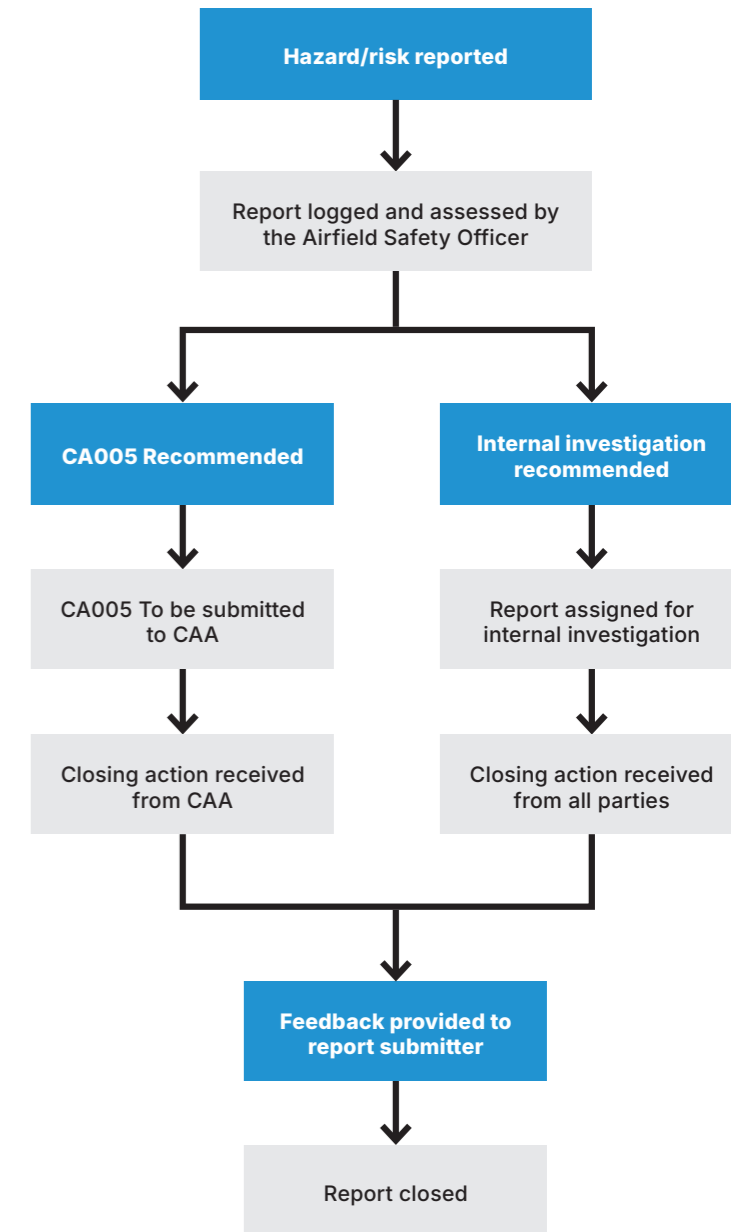 Hazard/risk reported
Report logged and assessed by
the Airfield Safety Officer
CA005 Recommended
Internal investigation
recommended
CA005 To be submitted
to CAA
Report assigned for
internal investigation
Closing action received
from CAA
Closing action received
from all parties
Feedback provided to
report submitter
Report closed